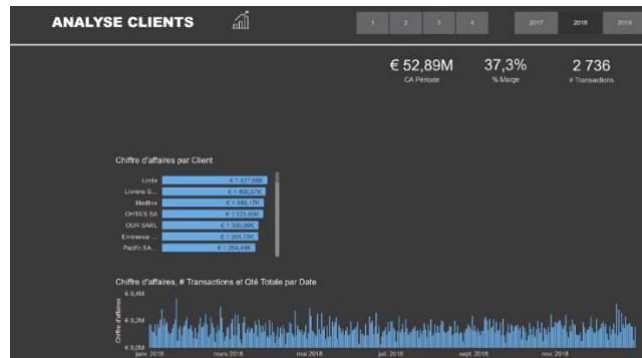 ANALYSE CLIENTS
1 2 3 4 2017 2018 2019
€ 52,89M 37,3% 2 736
CA Période % Marge # Transactions
Chiffre d'affaires par Client
Linde
Medline
OHTA'S SA
OUR SARL
Eminence ...
Pacific SA...
Chiffre d'affaires, # Transactions et Qté Totale par Date
Chiffre d'affaires
€ 0,4M
€ 0,2M
€ 0,0M
janv. 2018 mars 2018 mai 2018 juil. 2018 sept. 2018 nov. 2018